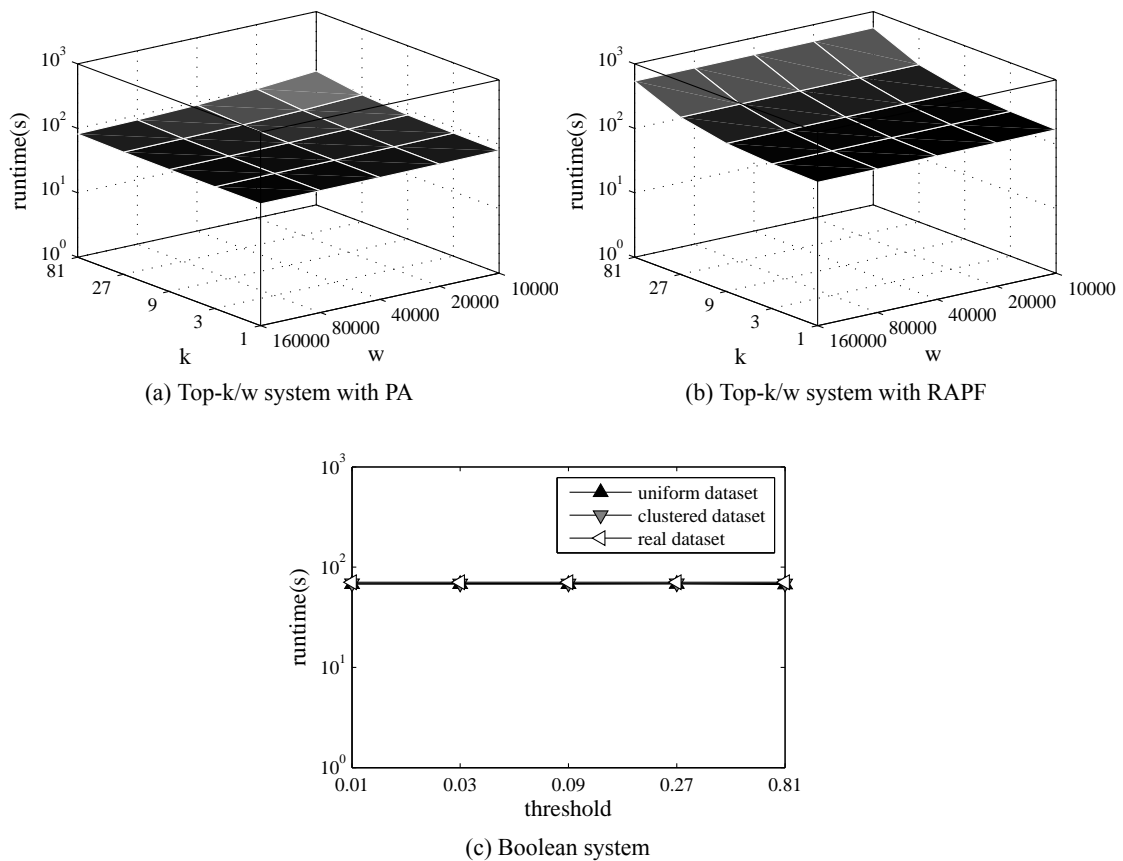 10³
10²
10¹
10⁰
runtime(s)
81
27
9
3
1
k
160000
80000
40000
20000
10000
w
(a) Top-k/w system with PA
10³
10²
10¹
10⁰
runtime(s)
81
27
9
3
1
k
160000
80000
40000
20000
10000
w
(b) Top-k/w system with RAPF
10³
10²
10¹
10⁰
runtime(s)
uniform dataset
clustered dataset
real dataset
0.01 0.03 0.09 0.27 0.81
threshold
(c) Boolean system